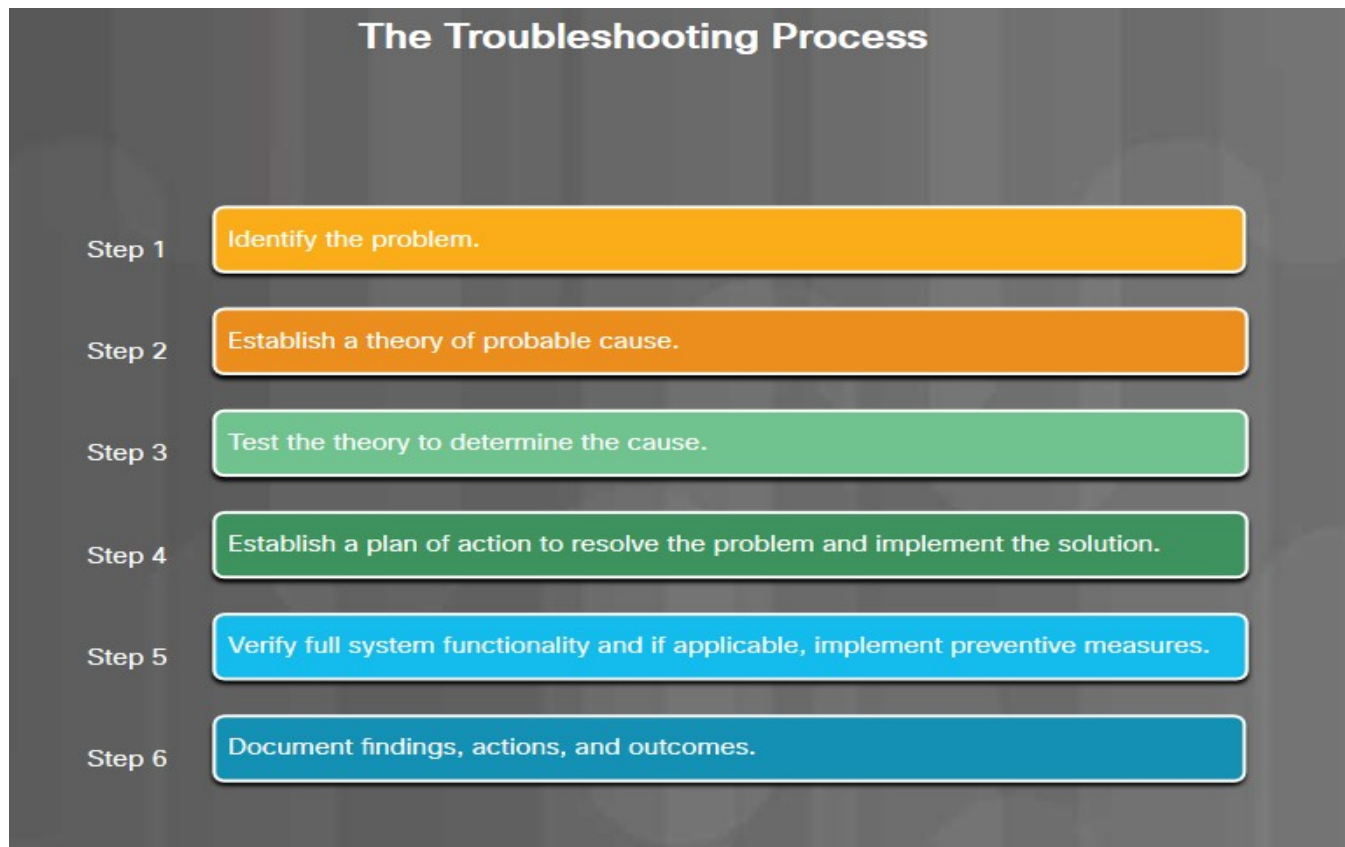 The Troubleshooting Process
Step 1
Identify the problem.
Step 2
Establish a theory of probable cause.
Step 3
Test the theory to determine the cause.
Step 4
Establish a plan of action to resolve the problem and implement the solution.
Step 5
Verify full system functionality and if applicable, implement preventive measures.
Step 6
Document findings, actions, and outcomes.